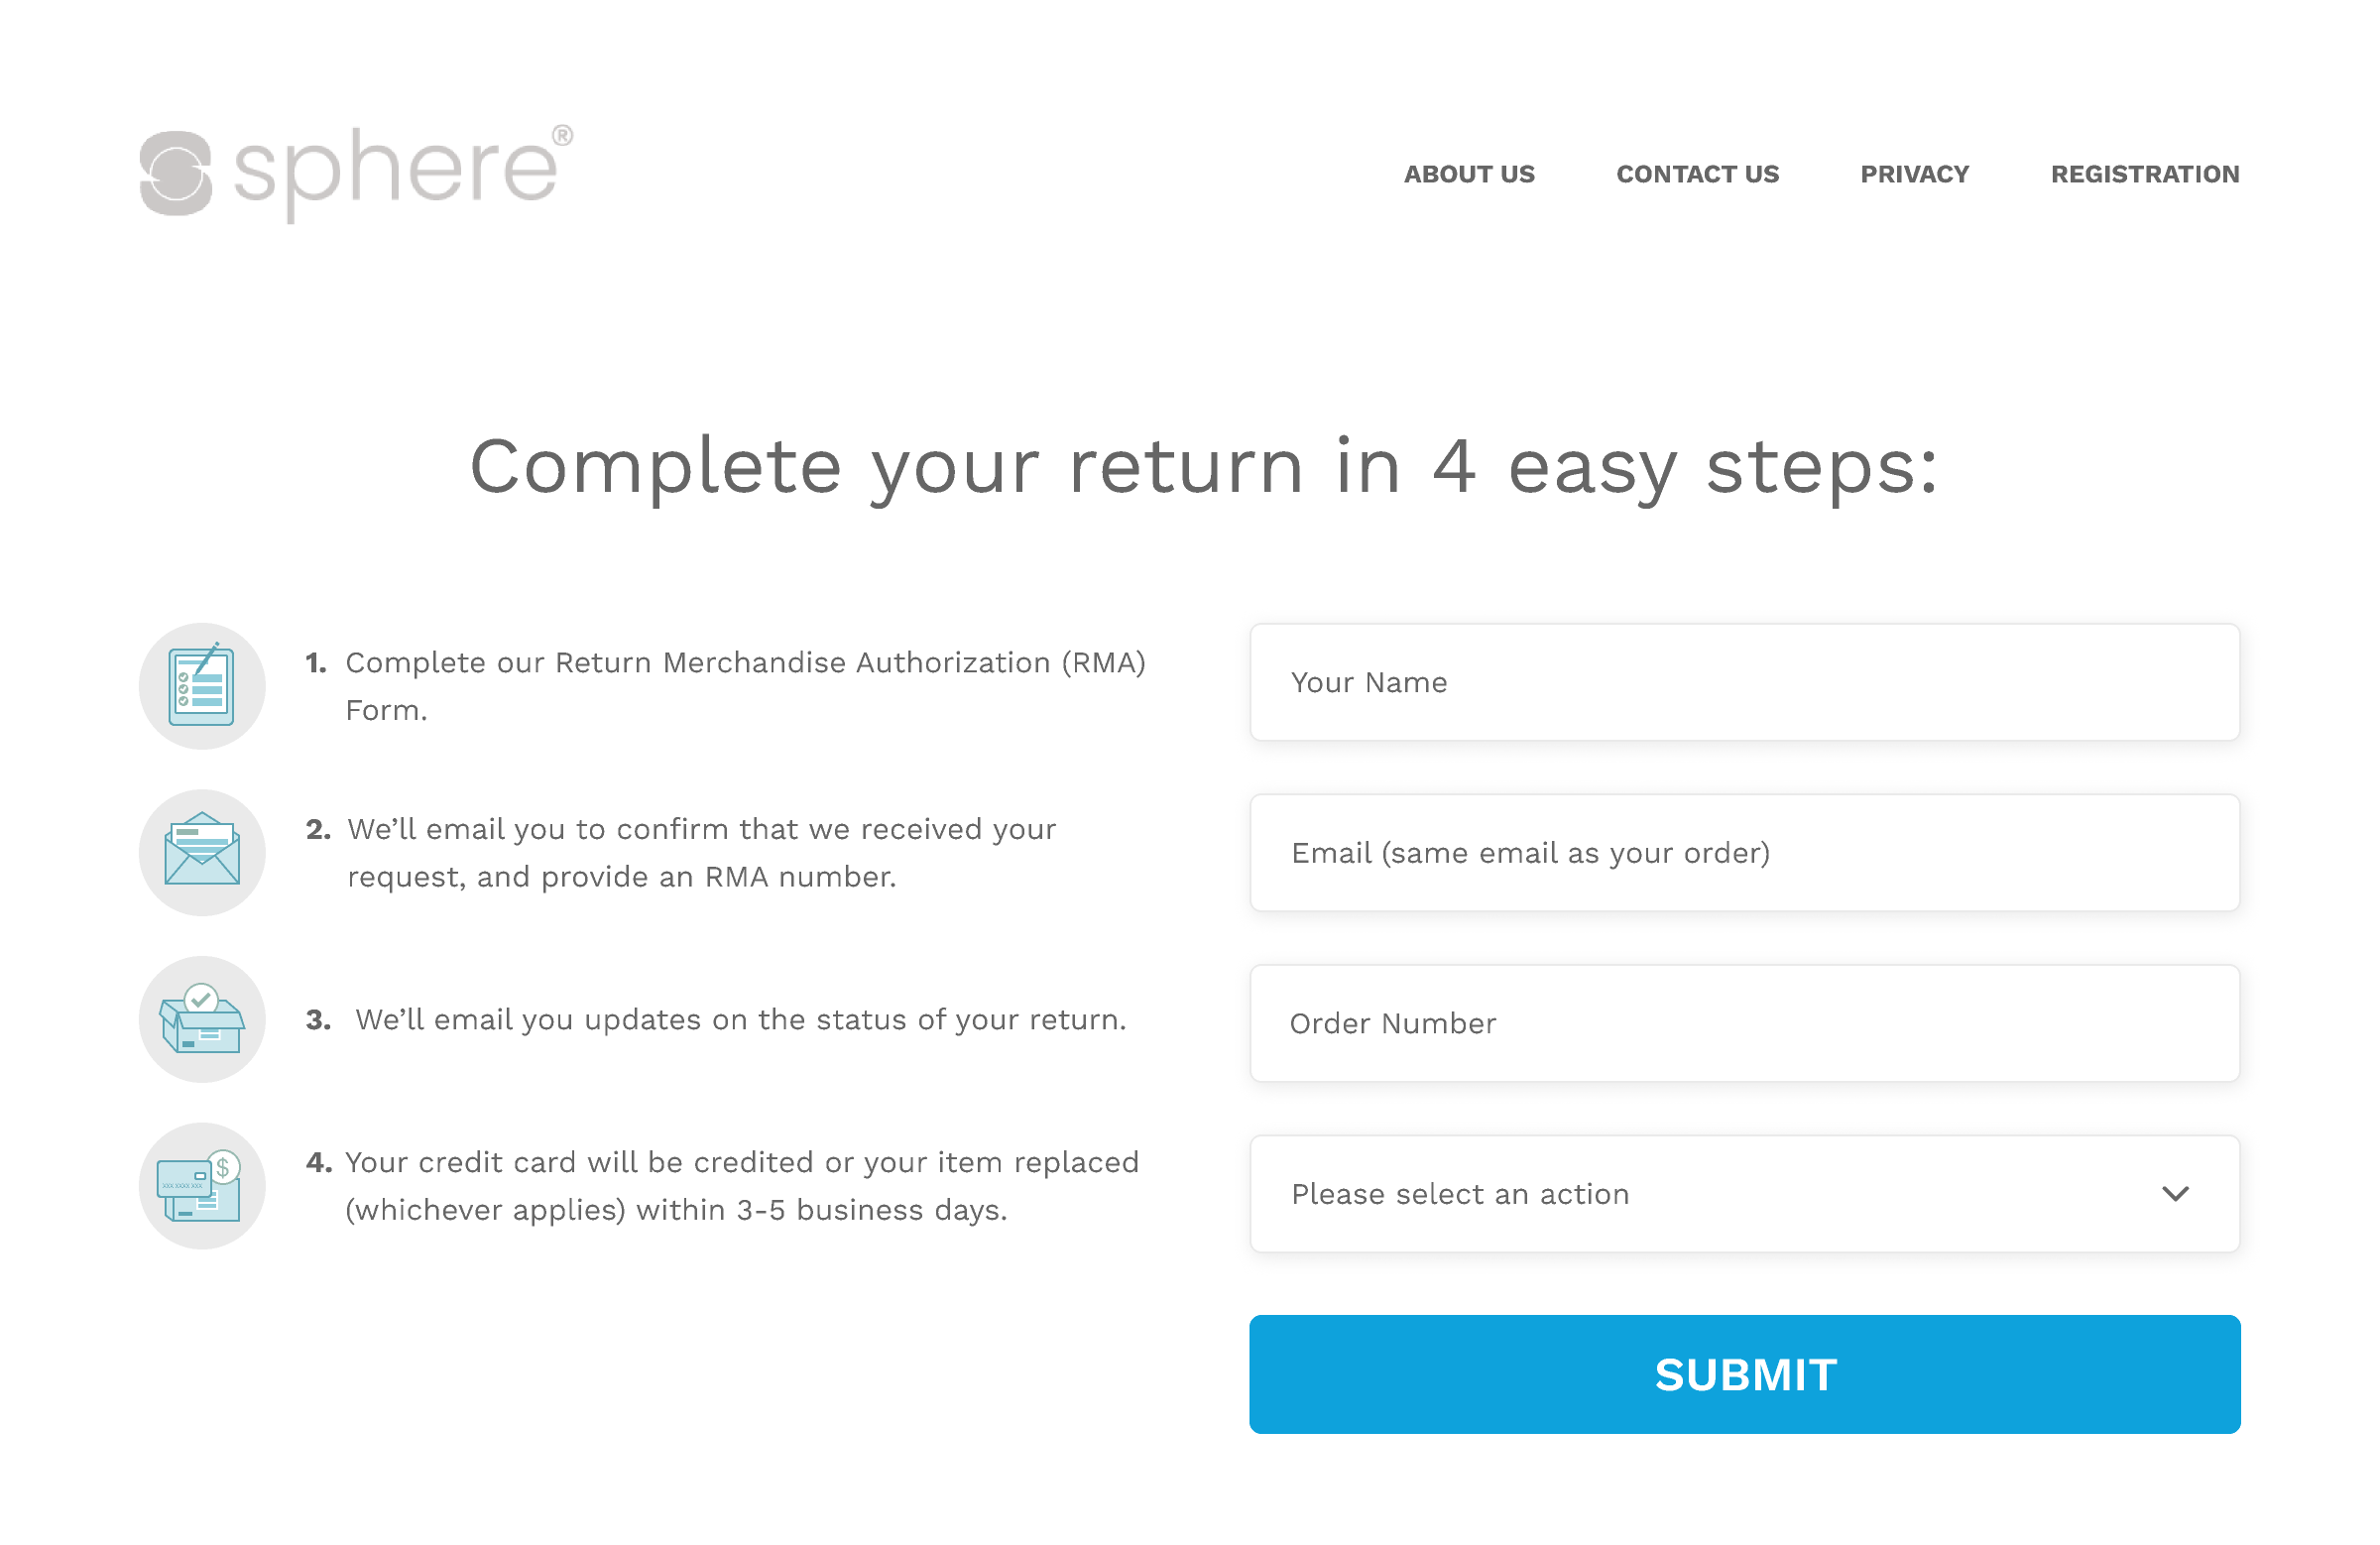 sphere®
ABOUT US CONTACT US PRIVACY REGISTRATION
Complete your return in 4 easy steps:
1. Complete our Return Merchandise Authorization (RMA)
Form.
2. We’ll email you to confirm that we received your
request, and provide an RMA number.
3. We’ll email you updates on the status of your return.
$
XXX XXXX XXX
4. Your credit card will be credited or your item replaced
(whichever applies) within 3-5 business days.
Your Name
Email (same email as your order)
Order Number
Please select an action
SUBMIT